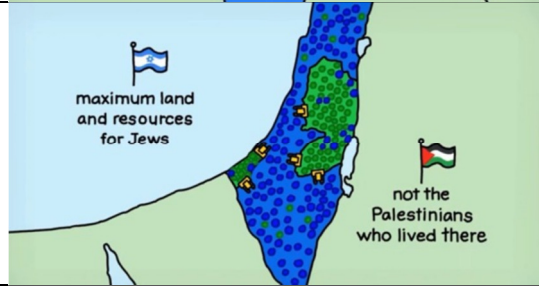 maximum land
and resources
for Jews
not the
Palestinians
who lived there